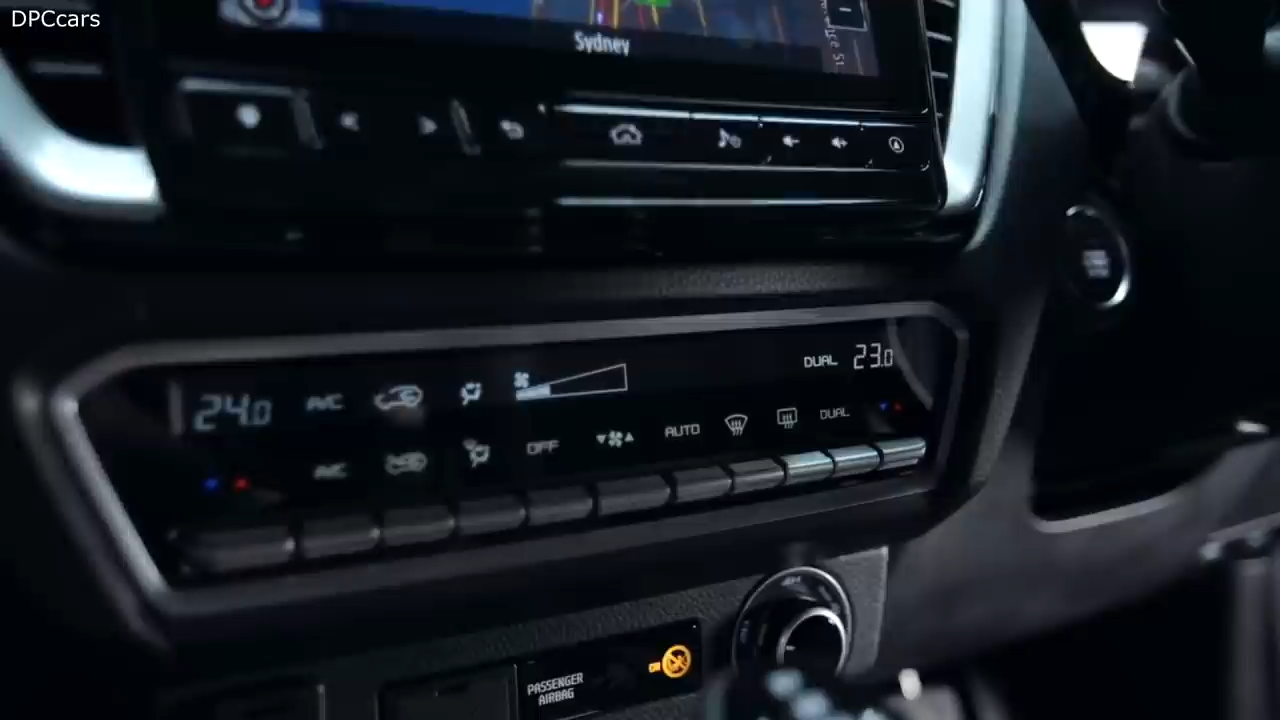 DPCcars
Sydney
24.0 A/C DUAL 23.0
A/C OFF AUTO DUAL
PASSENGER
AIRBAG